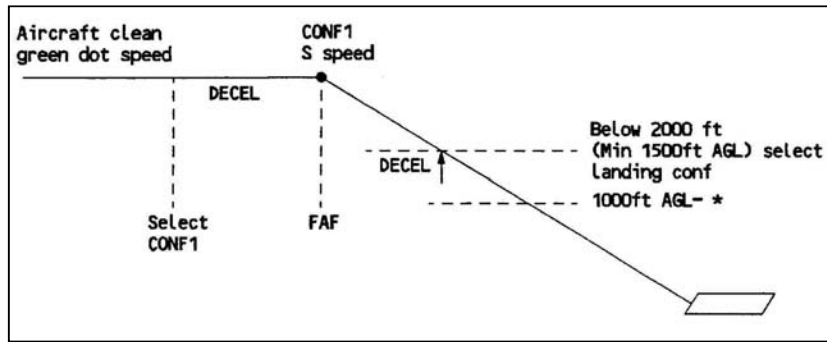 Aircraft clean
green dot speed
CONF1
S speed
DECEL
Below 2000 ft
(Min 1500ft AGL) select
landing conf
DECEL
1000ft AGL- *
Select
CONF1
FAF